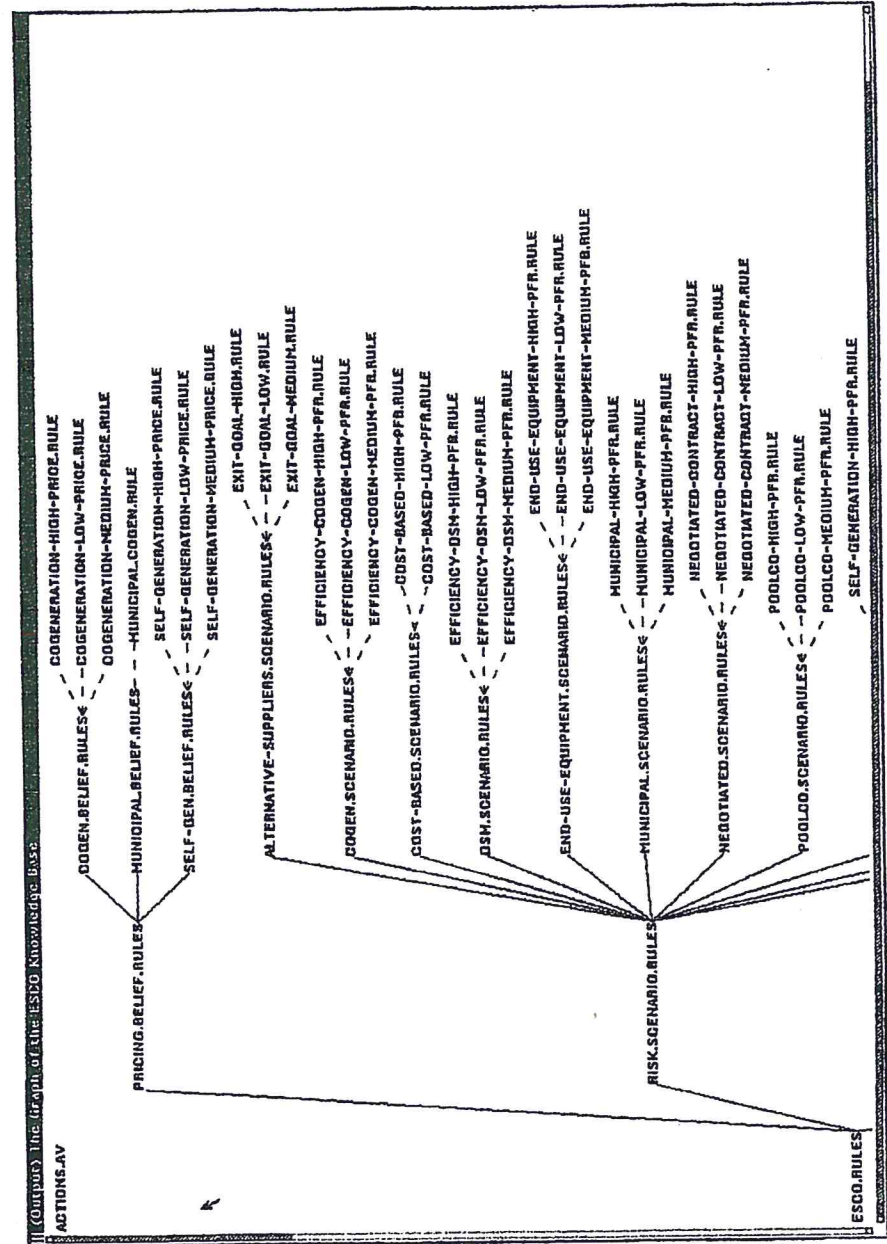 (Output) The Graph of the ESCO Knowledge Base
ACTIONS.AV
COGENERATION-HIGH-PRICE.RULE
COGEN.BELIEF.RULES COGENERATION-LOW-PRICE.RULE
COGENERATION-MEDIUM-PRICE.RULE
PRICING.BELIEF.RULES MUNICIPAL.BELIEF.RULES MUNICIPAL.COGEN.RULE
SELF-GENERATION-HIGH-PRICE.RULE
SELF-GEN.BELIEF.RULES SELF-GENERATION-LOW-PRICE.RULE
SELF-GENERATION-MEDIUM-PRICE.RULE
EXIT-GOAL-HIGH.RULE
ALTERNATIVE-SUPPLIERS.SCENARIO.RULES EXIT-GOAL-LOW.RULE
EXIT-GOAL-MEDIUM.RULE
EFFICIENCY-COGEN-HIGH-PFR.RULE
COGEN.SCENARIO.RULES EFFICIENCY-COGEN-LOW-PFR.RULE
EFFICIENCY-COGEN-MEDIUM-PFR.RULE
COST-BASED-HIGH-PFR.RULE
COST-BASED.SCENARIO.RULES
COST-BASED-LOW-PFR.RULE
EFFICIENCY-DSM-HIGH-PFR.RULE
DSM.SCENARIO.RULES EFFICIENCY-DSM-LOW-PFR.RULE
EFFICIENCY-DSM-MEDIUM-PFR.RULE
END-USE-EQUIPMENT-HIGH-PFR.RULE
END-USE-EQUIPMENT.SCENARIO.RULES END-USE-EQUIPMENT-LOW-PFR.RULE
END-USE-EQUIPMENT-MEDIUM-PFR.RULE
MUNICIPAL-HIGH-PFR.RULE
RISK.SCENARIO.RULES MUNICIPAL.SCENARIO.RULES MUNICIPAL-LOW-PFR.RULE
MUNICIPAL-MEDIUM-PFR.RULE
NEGOTIATED-CONTRACT-HIGH-PFR.RULE
NEGOTIATED.SCENARIO.RULES NEGOTIATED-CONTRACT-LOW-PFR.RULE
NEGOTIATED-CONTRACT-MEDIUM-PFR.RULE
POOLCO-HIGH-PFR.RULE
POOLCO.SCENARIO.RULES POOLCO-LOW-PFR.RULE
POOLCO-MEDIUM-PFR.RULE
ESCO.RULES SELF-GENERATION-HIGH-PFR.RULE